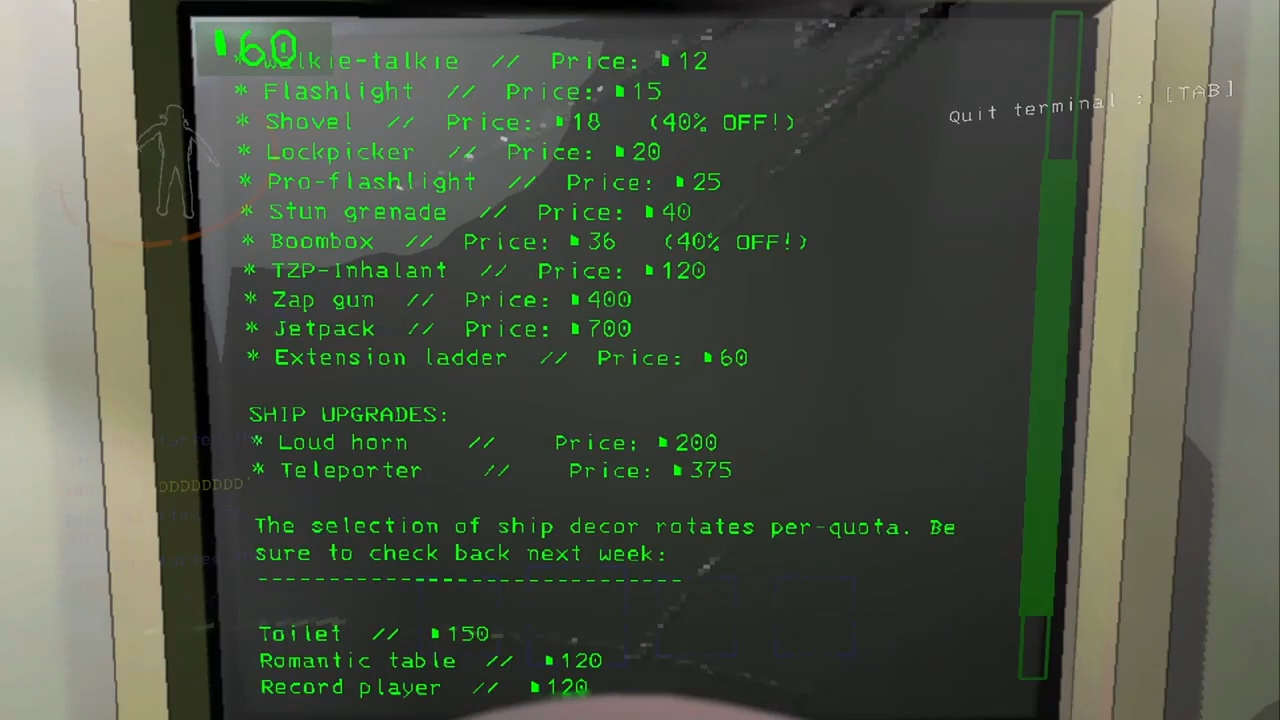 ▮60
* Walkie-talkie // Price: ▮12
* Flashlight // Price: ▮15
* Shovel // Price: ▮18 (40% OFF!)
* Lockpicker // Price: ▮20
* Pro-flashlight // Price: ▮25
* Stun grenade // Price: ▮40
* Boombox // Price: ▮36 (40% OFF!)
* TZP-Inhalant // Price: ▮120
* Zap gun // Price: ▮400
* Jetpack // Price: ▮700
* Extension ladder // Price: ▮60
SHIP UPGRADES:
* Loud horn // Price: ▮200
* Teleporter // Price: ▮375
The selection of ship decor rotates per-quota. Be
sure to check back next week:
------------------------------
Toilet // ▮150
Romantic table // ▮120
Record player // ▮120
Quit terminal : [TAB]
DDDDDDDD'